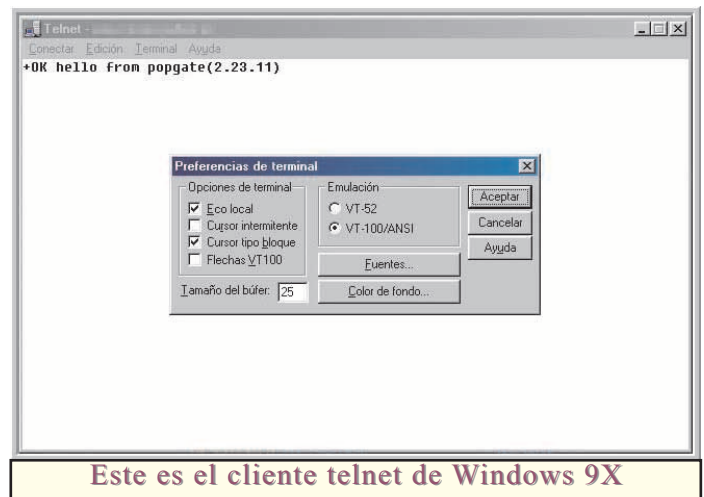 Telnet -
Conectar Edición Terminal Ayuda
+OK hello from popgate(2.23.11)
Preferencias de terminal
Opciones de terminal
Eco local
Cursor intermitente
Cursor tipo bloque
Flechas VT100
Tamaño del búfer: 25
Emulación
VT-52
VT-100/ANSI
Fuentes...
Color de fondo...
Aceptar
Cancelar
Ayuda
Este es el cliente telnet de Windows 9X